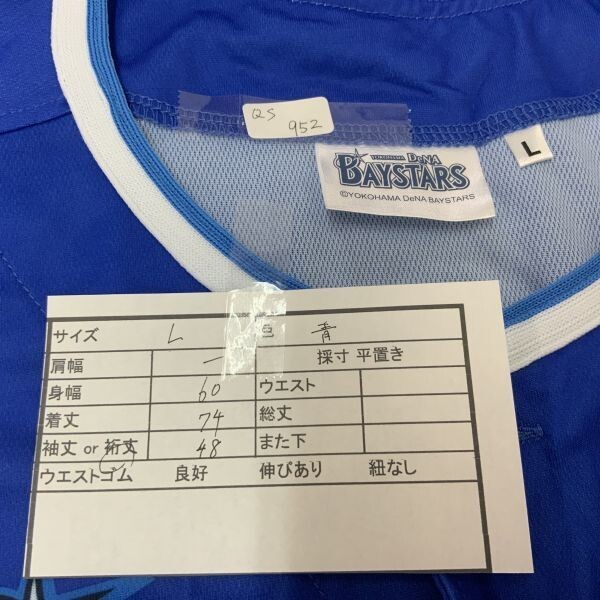 QS
952
L
YOKOHAMA DeNA
BAYSTARS
©YOKOHAMA DeNA BAYSTARS
サイズ L 色 青
肩幅 ー 採寸 平置き
身幅 60 ウエスト
着丈 74 総丈
袖丈 or 裄丈 48 また下
ウエストゴム 良好 伸びあり 紐なし